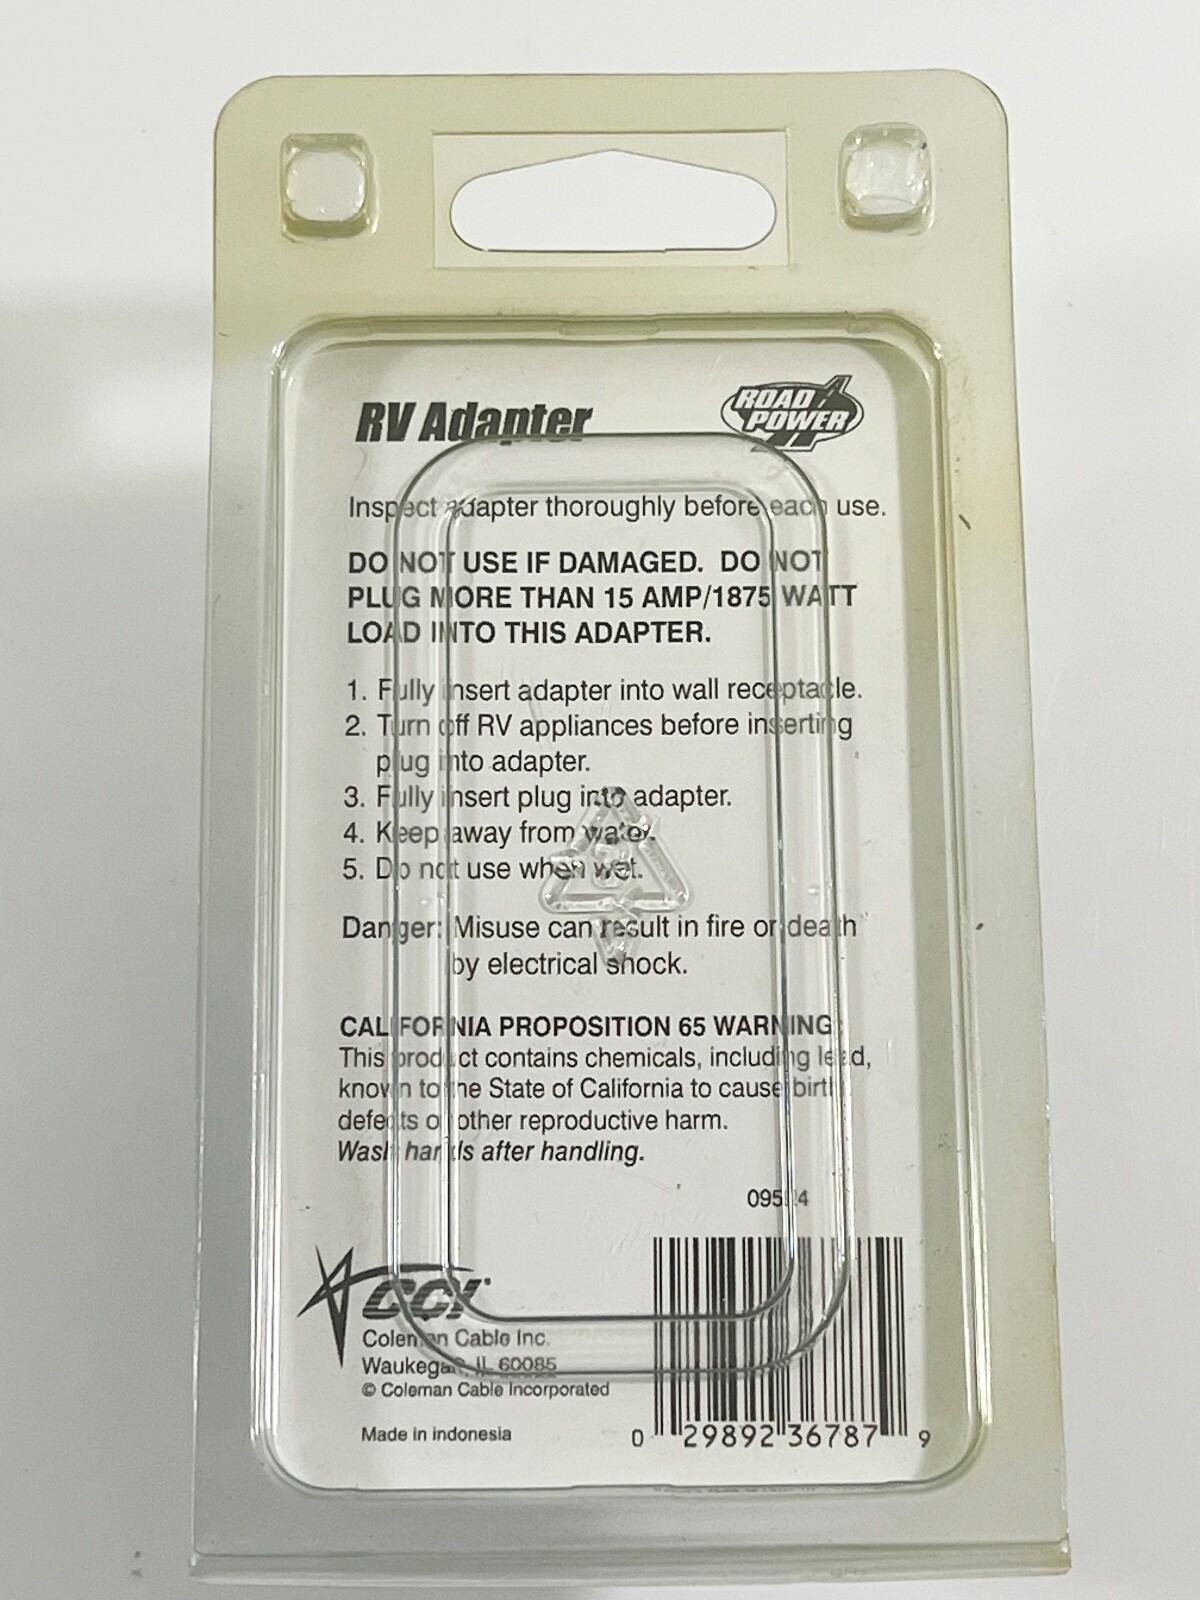 RV Adapter
ROAD
POWER
Inspect adapter thoroughly before each use.
DO NOT USE IF DAMAGED. DO NOT
PLUG MORE THAN 15 AMP/1875 WATT
LOAD INTO THIS ADAPTER.
1. Fully insert adapter into wall receptacle.
2. Turn off RV appliances before inserting
plug into adapter.
3. Fully insert plug into adapter.
4. Keep away from water.
5. Do not use when wet.
Danger: Misuse can result in fire or death
by electrical shock.
CALIFORNIA PROPOSITION 65 WARNING:
This product contains chemicals, including lead,
known to the State of California to cause birth
defects or other reproductive harm.
Wash hands after handling.
CCI
Coleman Cable Inc.
Waukegan, IL 60085
© Coleman Cable Incorporated
Made in indonesia
0 29892 36787 9